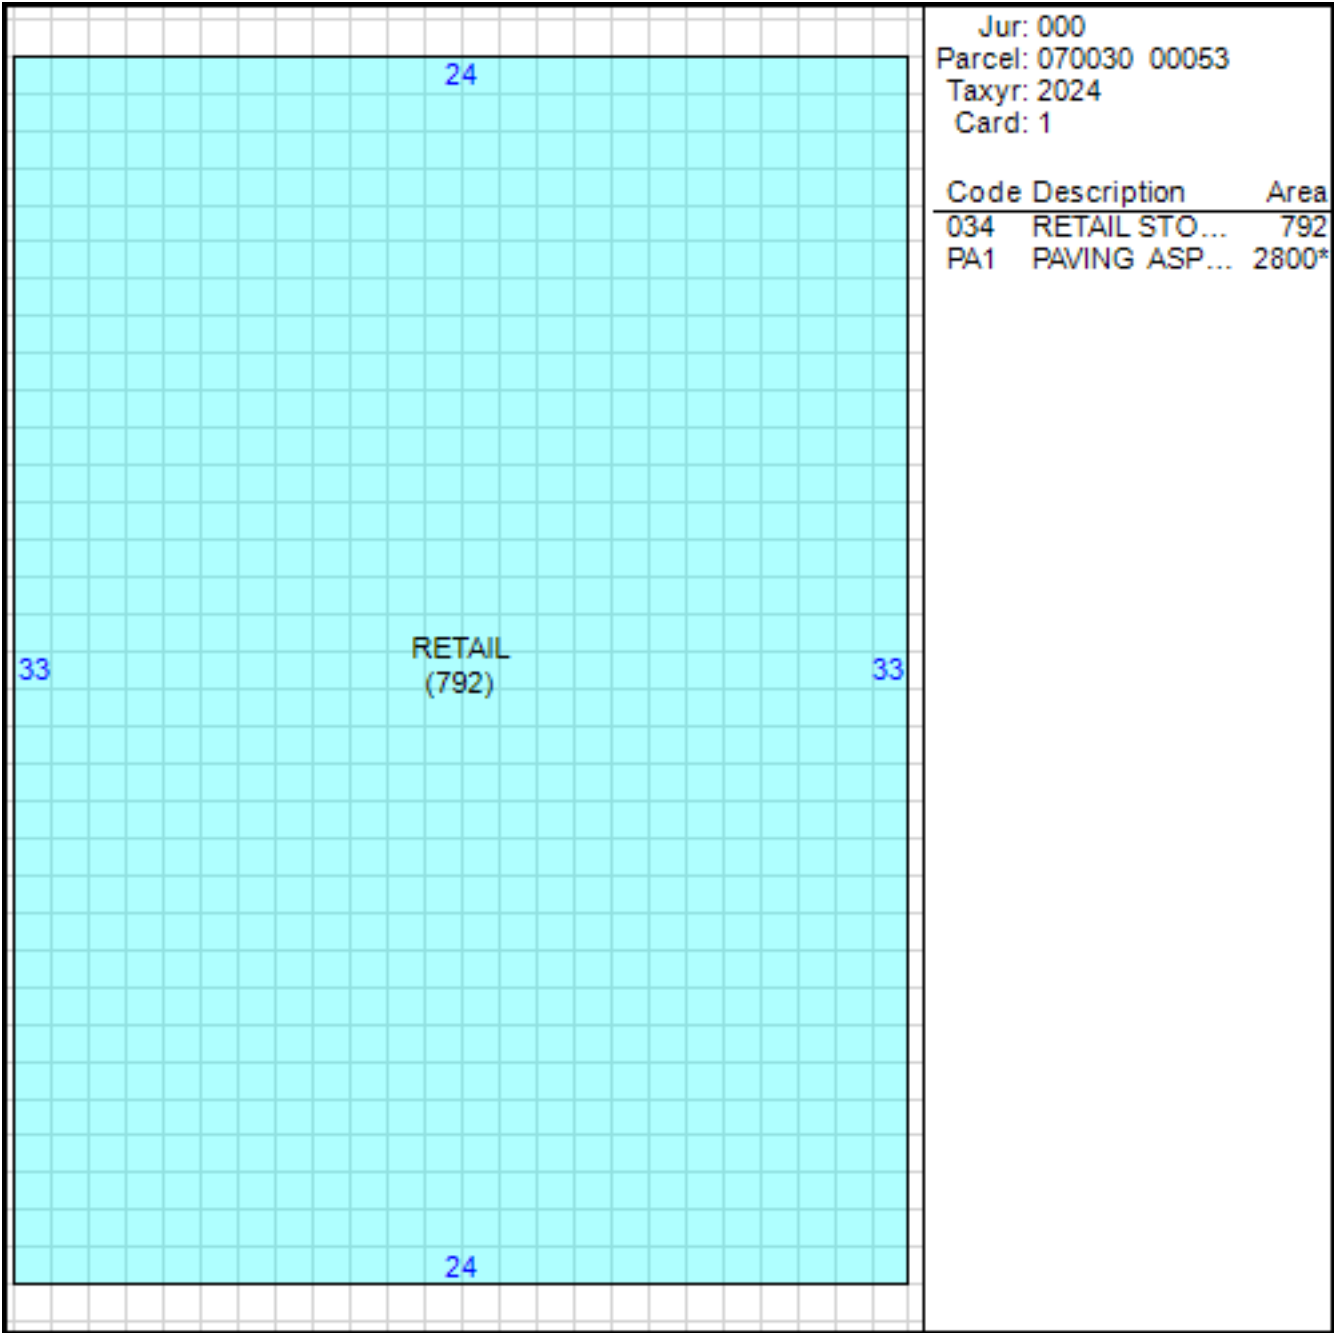 24
33
RETAIL
(792)
33
24
Jur: 000
Parcel: 070030 00053
Taxyr: 2024
Card: 1
Code Description Area
034 RETAIL STO... 792
PA1 PAVING ASP... 2800*